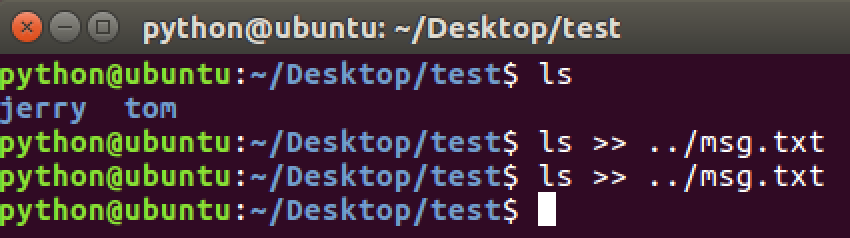 python@ubuntu: ~/Desktop/test
python@ubuntu:~/Desktop/test$ ls
jerry  tom
python@ubuntu:~/Desktop/test$ ls >> ../msg.txt
python@ubuntu:~/Desktop/test$ ls >> ../msg.txt
python@ubuntu:~/Desktop/test$